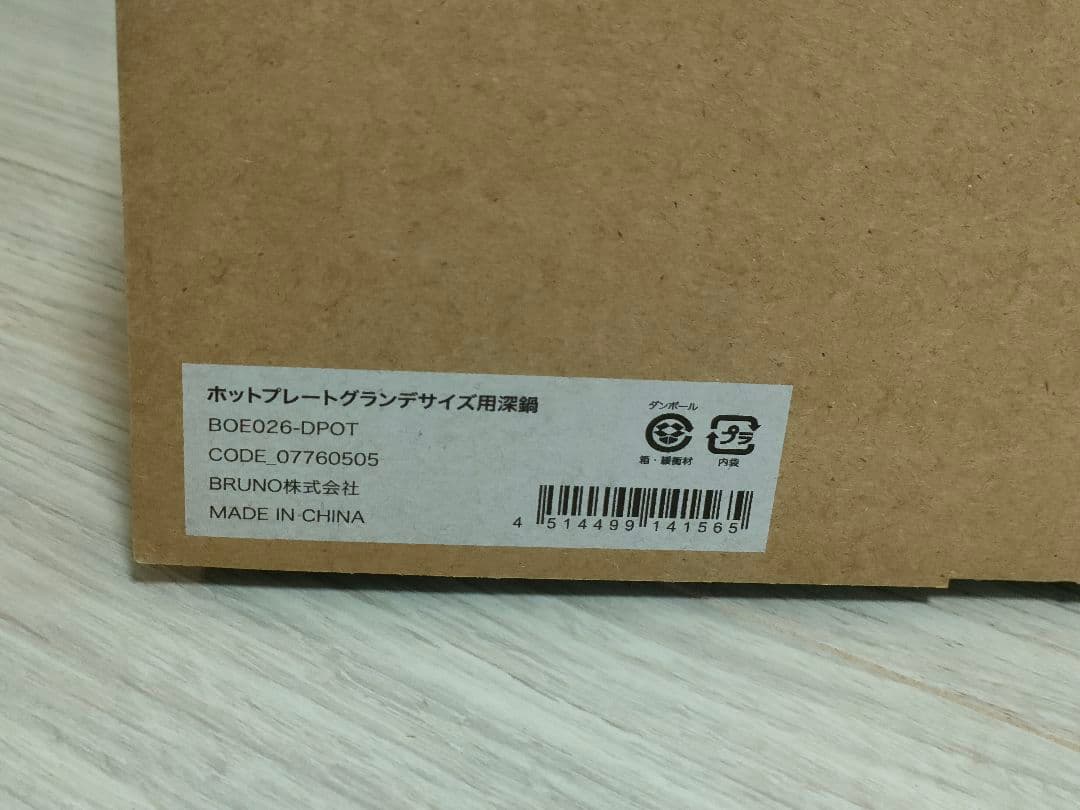 ホットプレートグランデサイズ用深鍋
BOE026-DPOT
CODE_07760505
BRUNO株式会社
MADE IN CHINA
ダンボール
箱・緩衝材
プラ
内袋
4 514499 141565